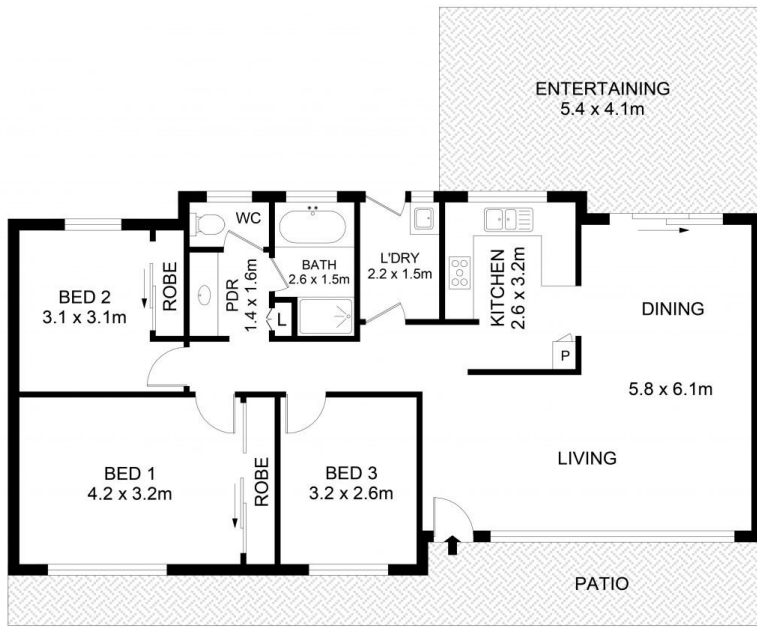 ENTERTAINING
5.4 x 4.1m
WC
BED 2
3.1 x 3.1m
ROBE
PDR
1.4 x 1.6m
BATH
2.6 x 1.5m
L
L'DRY
2.2 x 1.5m
KITCHEN
2.6 x 3.2m
P
DINING
5.8 x 6.1m
LIVING
BED 1
4.2 x 3.2m
ROBE
BED 3
3.2 x 2.6m
PATIO